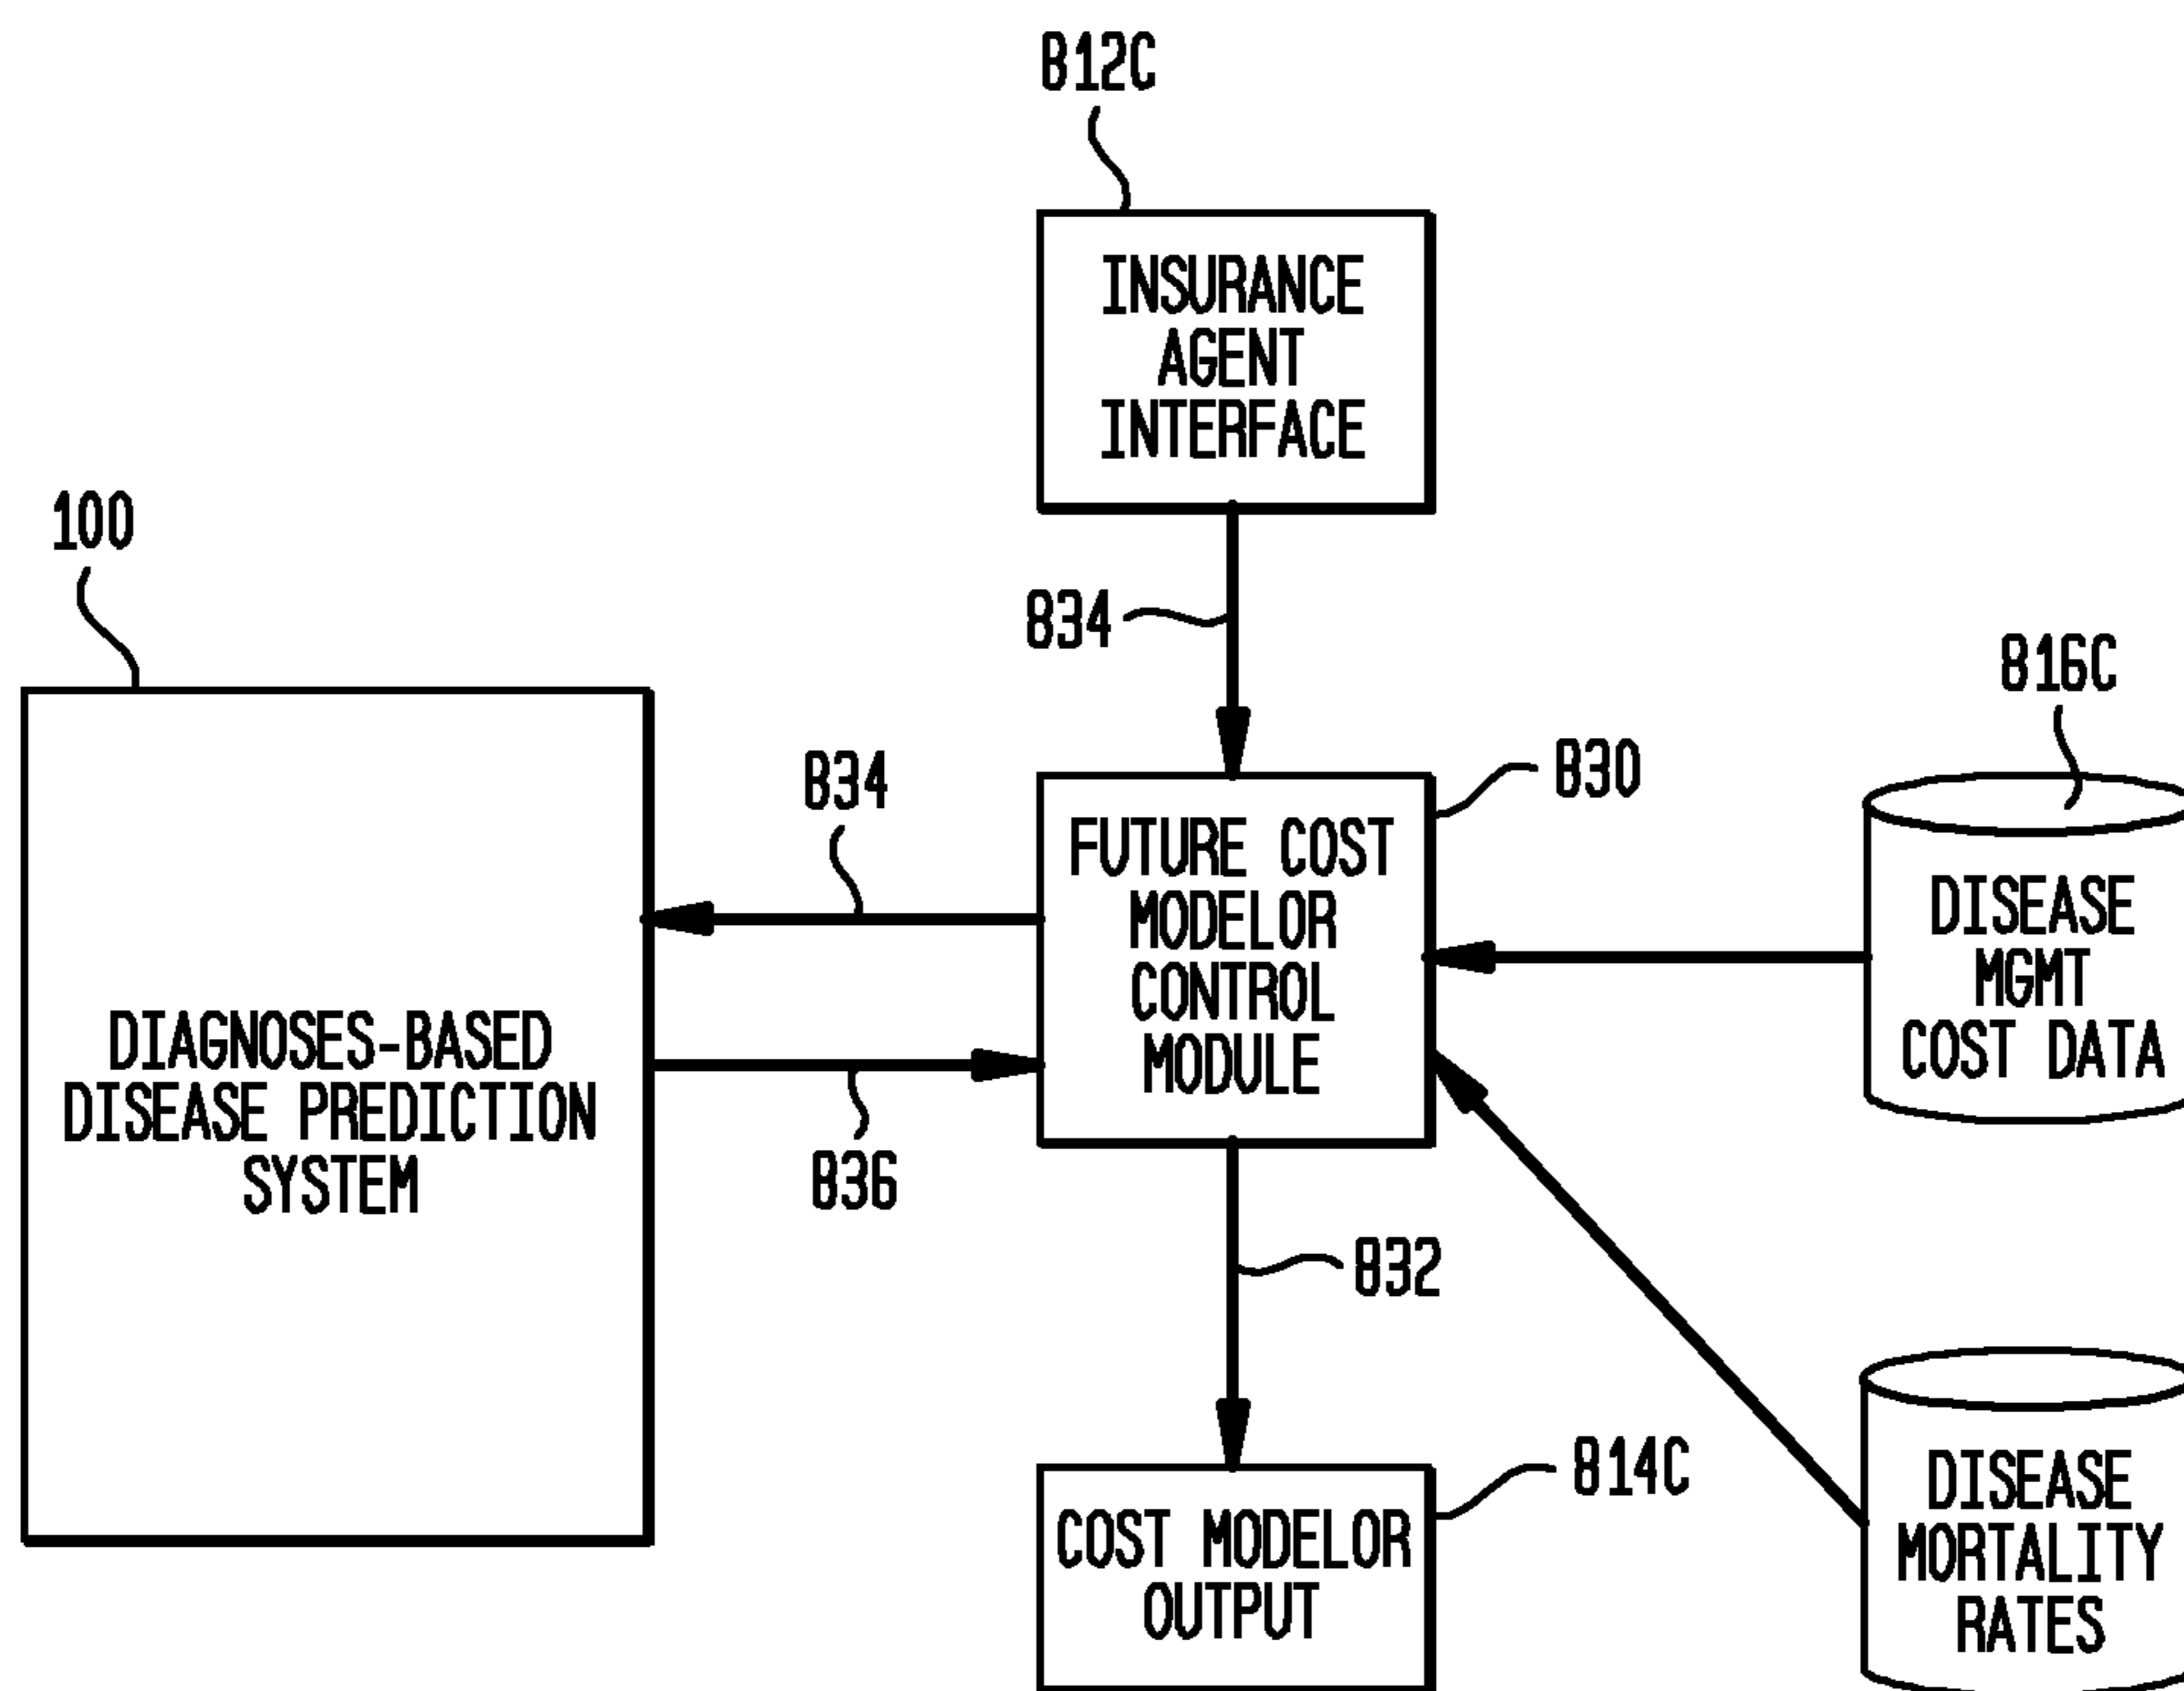 812C
INSURANCE
AGENT
INTERFACE
100
834
816C
834
830
FUTURE COST
MODELOR
CONTROL
MODULE
DISEASE
MGMT
COST DATA
DIAGNOSES-BASED
DISEASE PREDICTION
SYSTEM
836
832
814C
COST MODELOR
OUTPUT
DISEASE
MORTALITY
RATES